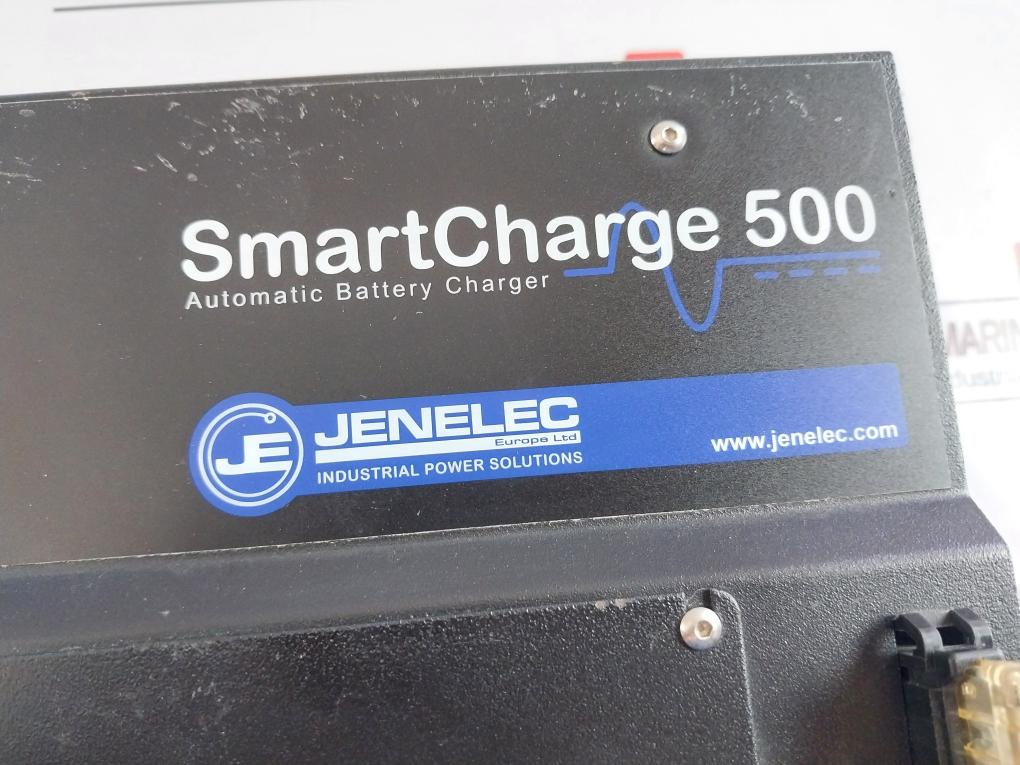 SmartCharge 500
Automatic Battery Charger
JE JENELEC
Europe Ltd
INDUSTRIAL POWER SOLUTIONS
www.jenelec.com